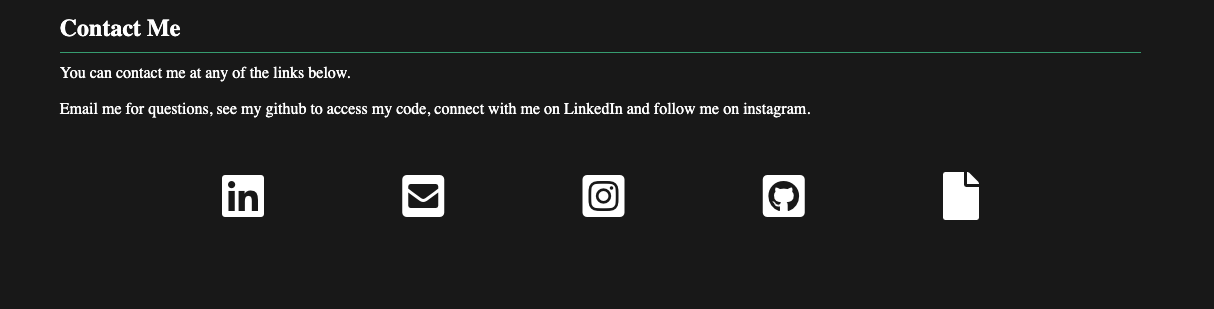 Contact Me
You can contact me at any of the links below.
Email me for questions, see my github to access my code, connect with me on LinkedIn and follow me on instagram.
in